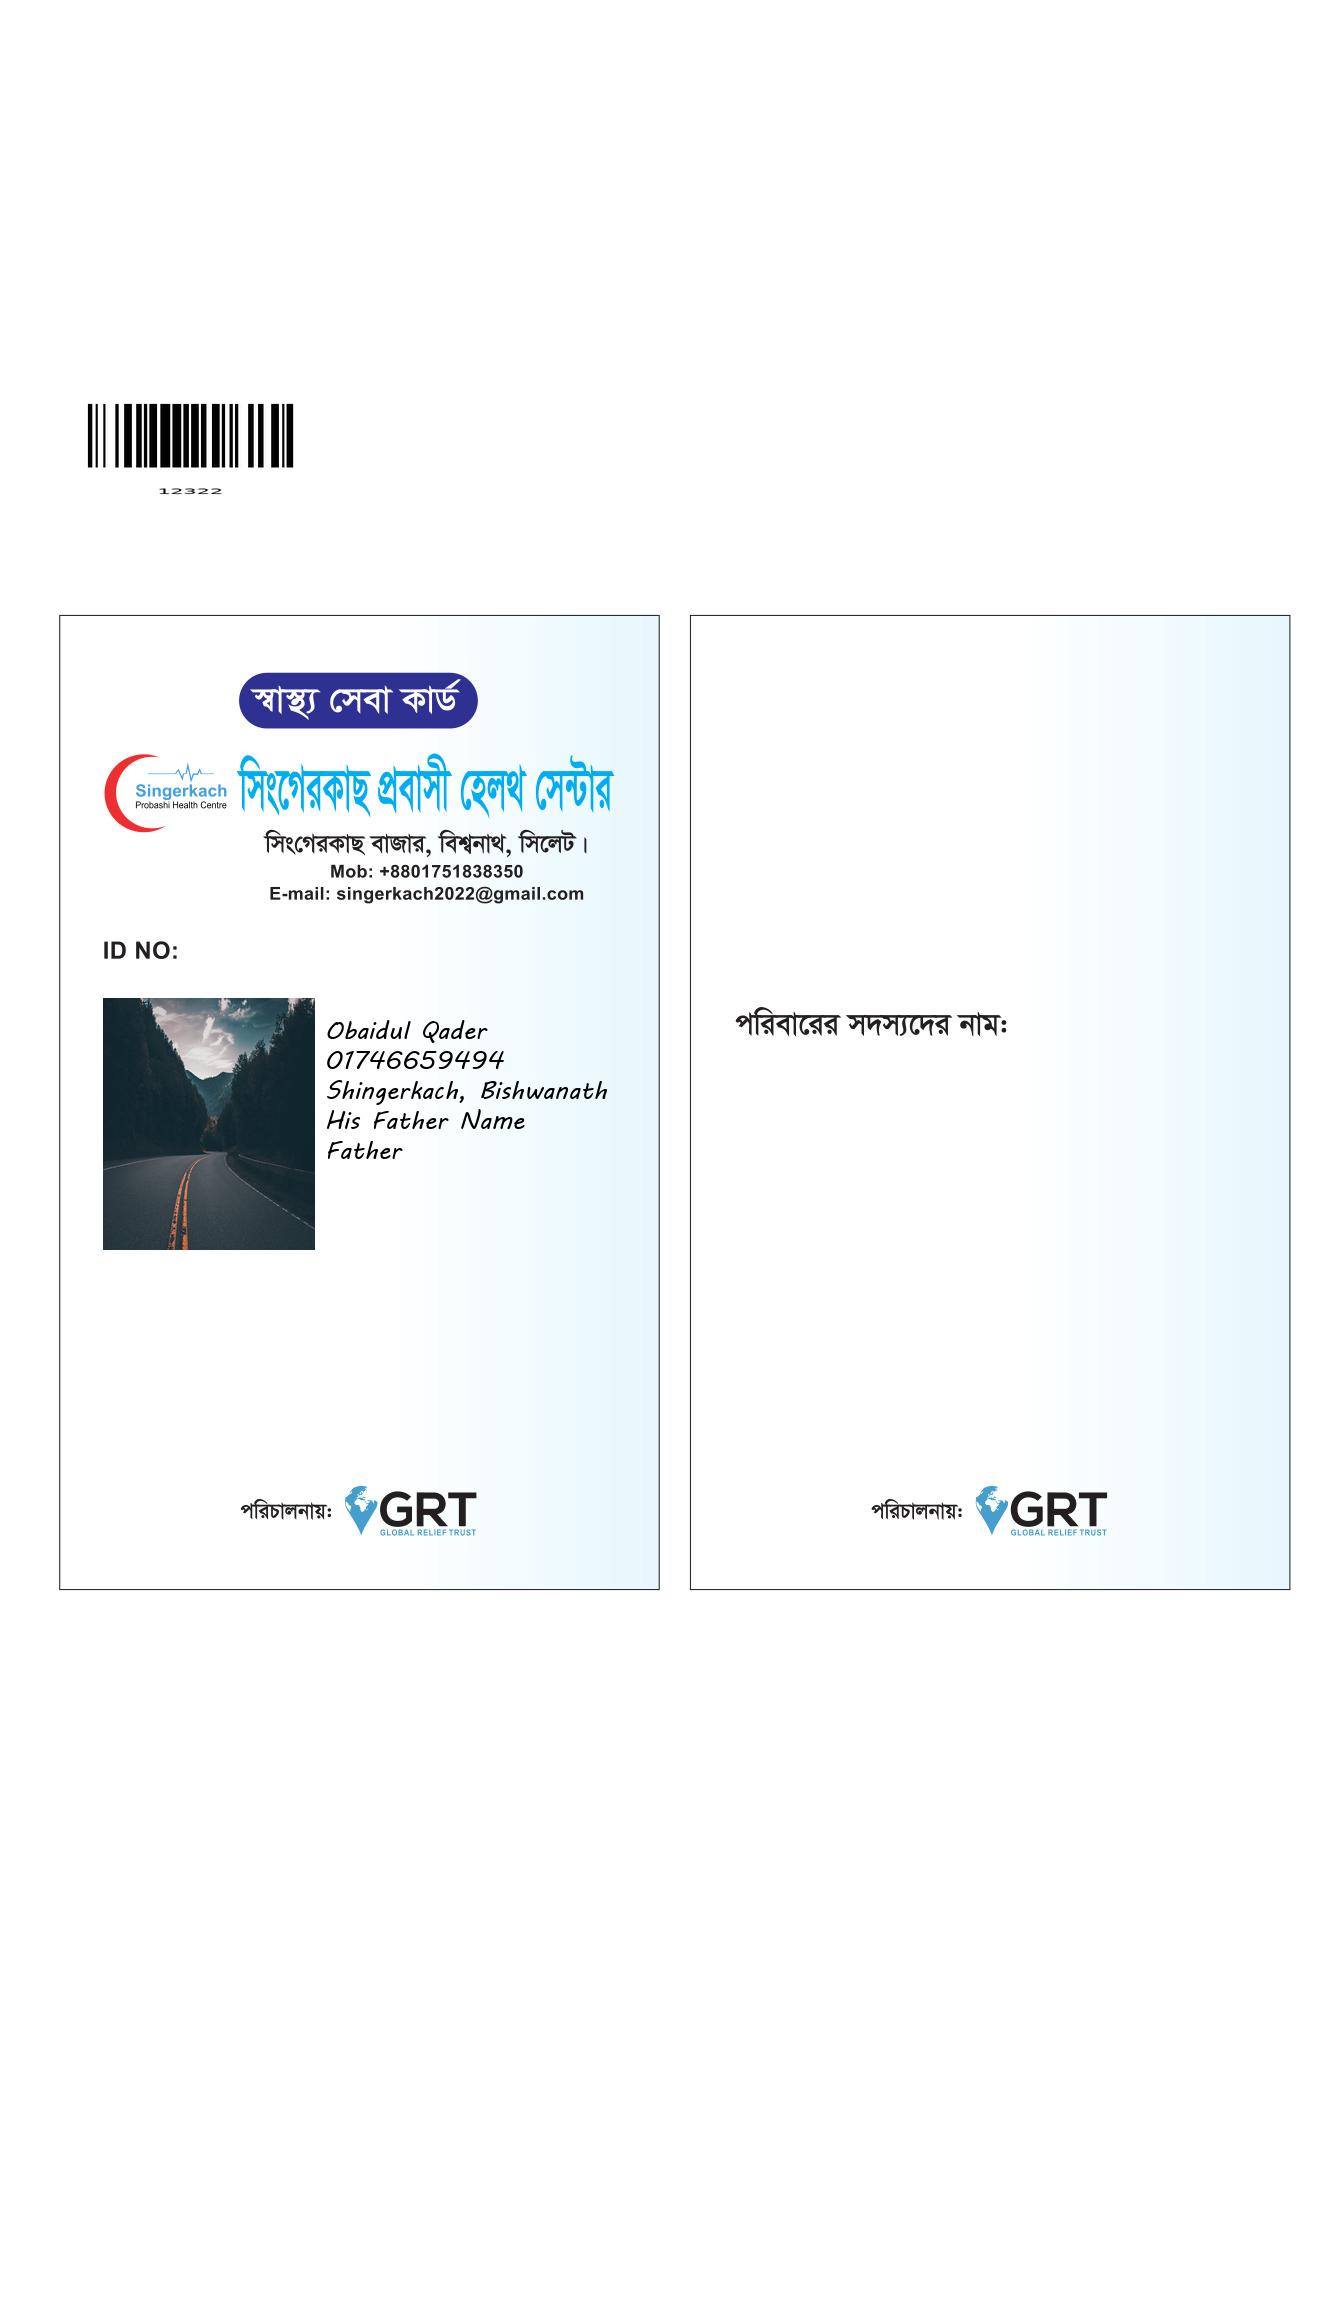 12322
স্বাস্থ্য সেবা কার্ড
Singerkach
Probashi Health Centre
সিংগেরকাছ প্রবাসী হেলথ সেন্টার
সিংগেরকাছ বাজার, বিশ্বনাথ, সিলেট।
Mob: +8801751838350
E-mail: singerkach2022@gmail.com
ID NO:
Obaidul Qader
01746659494
Shingerkach, Bishwanath
His Father Name
Father
পরিচালনায়: GRT
GLOBAL RELIEF TRUST
পরিবারের সদস্যদের নাম:
পরিচালনায়: GRT
GLOBAL RELIEF TRUST